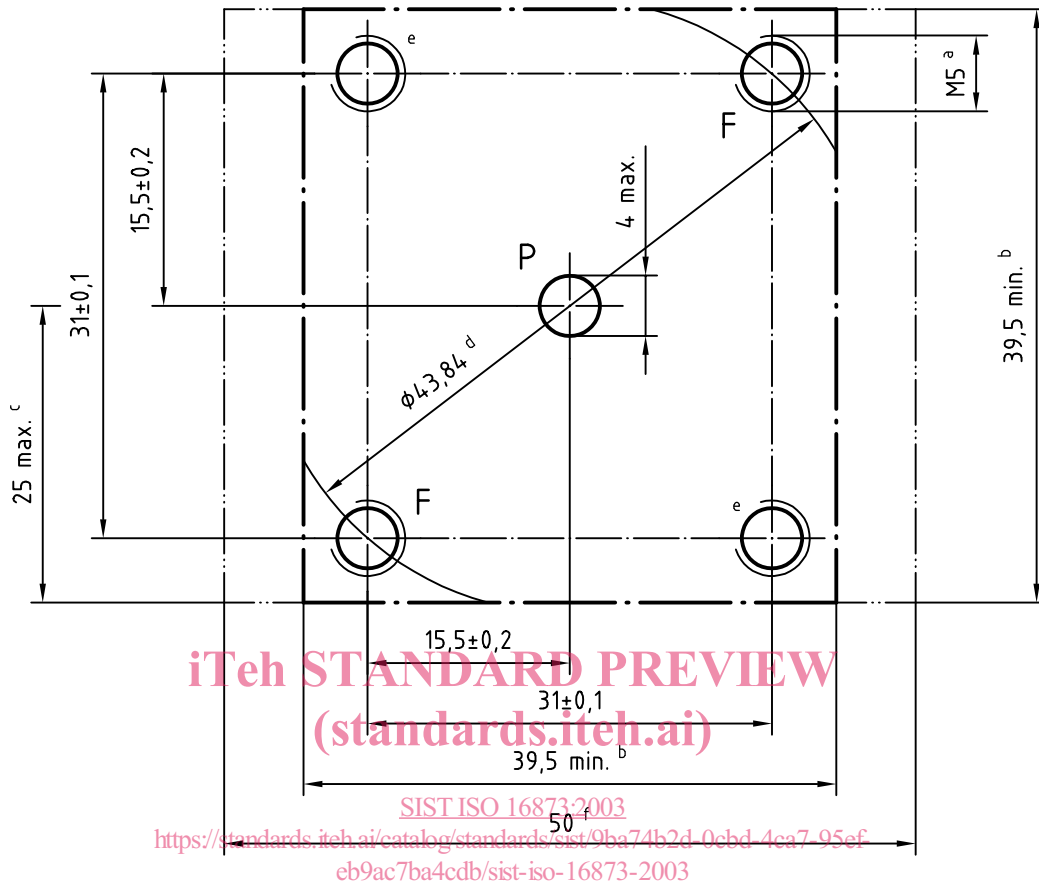 e
M5 a
F
15,5±0,2
4 max.
P
31±0,1
39,5 min. b
ϕ43,84 d
25 max. c
F
e
15,5±0,2
iTeh STANDARD PREVIEW
31±0,1
(standards.iteh.ai)
39,5 min. b
SIST ISO 16873:2003
50 f
https://standards.iteh.ai/catalog/standards/sist/9ba74b2d-0cbd-4ca7-95ef-
eb9ac7ba4cdb/sist-iso-16873-2003